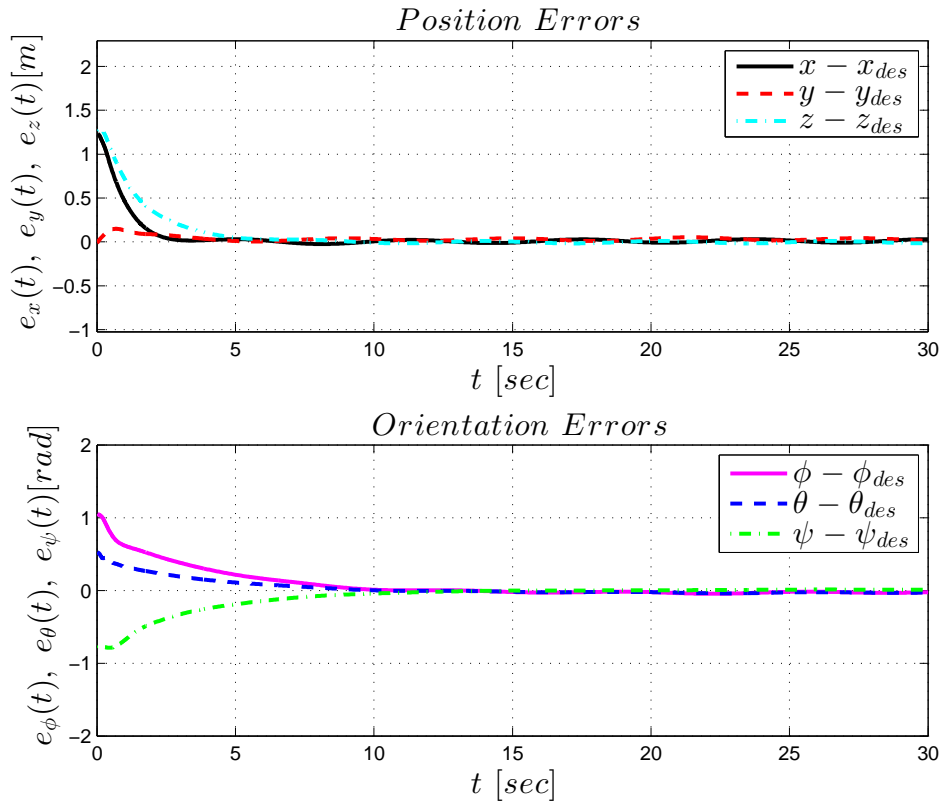 Position Errors
e_x(t), e_y(t), e_z(t)[m]
2
1.5
1
0.5
0
−0.5
−1
x − x_des
y − y_des
z − z_des
0 5 10 15 20 25 30
t [sec]
Orientation Errors
e_ϕ(t), e_θ(t), e_ψ(t)[rad]
2
1
0
−1
−2
ϕ − ϕ_des
θ − θ_des
ψ − ψ_des
0 5 10 15 20 25 30
t [sec]